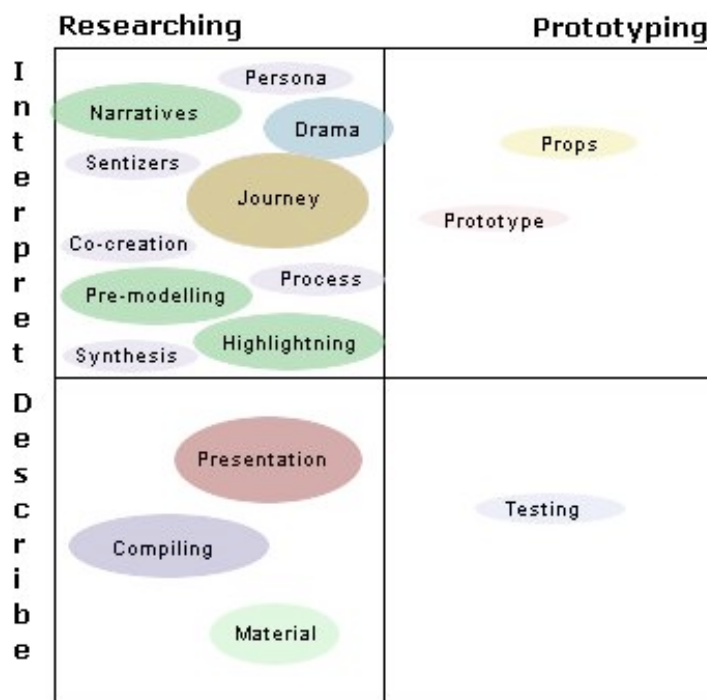 Researching
Prototyping
Interpret
Persona
Narratives
Drama
Props
Sentizers
Journey
Prototype
Co-creation
Process
Pre-modelling
Highlightning
Synthesis
Describe
Presentation
Testing
Compiling
Material